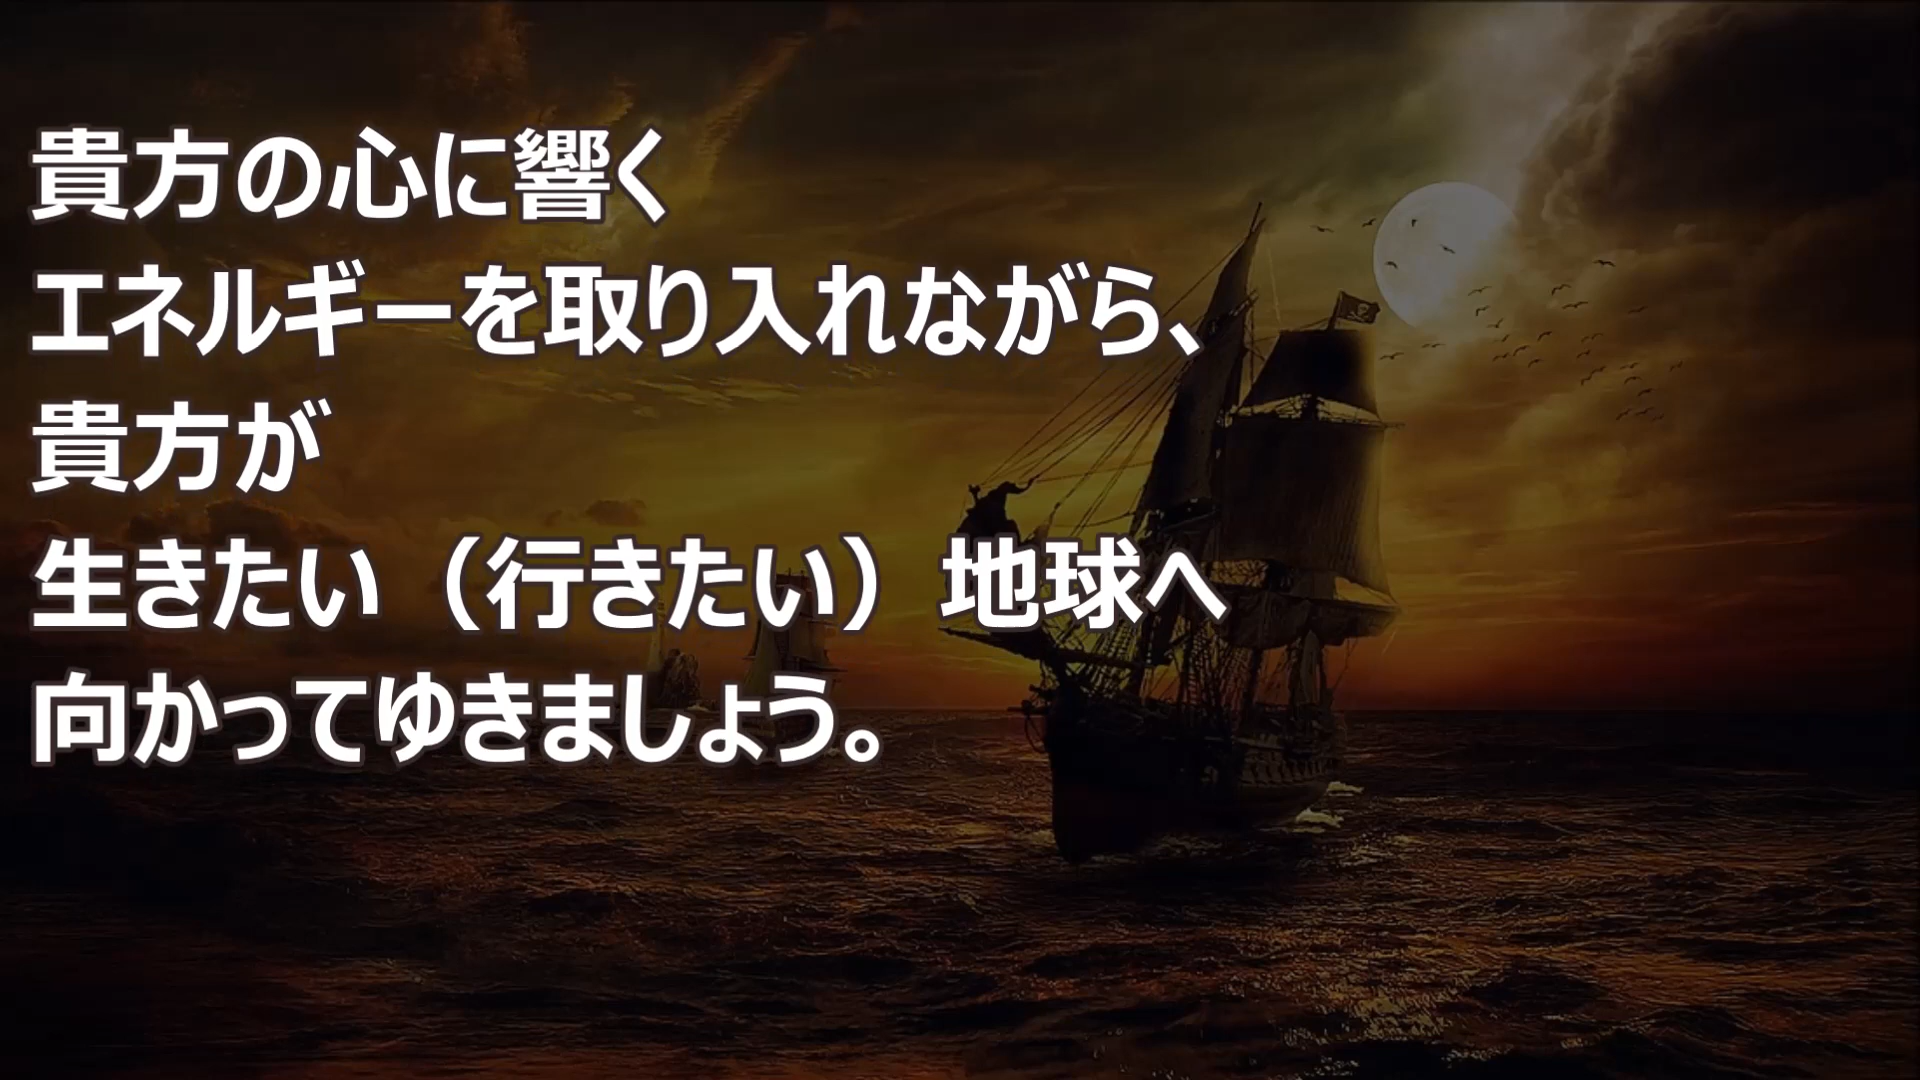 貴方の心に響く
エネルギーを取り入れながら、
貴方が
生きたい（行きたい）地球へ
向かってゆきましょう。